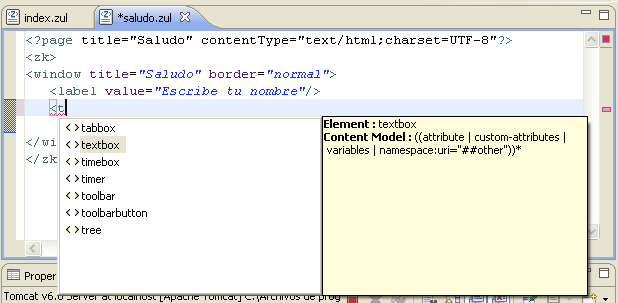 index.zul
*saludo.zul
<?page title="Saludo" contentType="text/html;charset=UTF-8"?>
<zk>
<window title="Saludo" border="normal">
<label value="Escribe tu nombre"/>
<t
</wi
</zk
<> tabbox
<> textbox
<> timebox
<> timer
<> toolbar
<> toolbarbutton
<> tree
Element : textbox
Content Model : ((attribute | custom-attributes |
variables | namespace:uri="##other"))*
Proper
Tomcat v6.0 Server at localhost [Apache Tomcat] C:\Archivos de prog